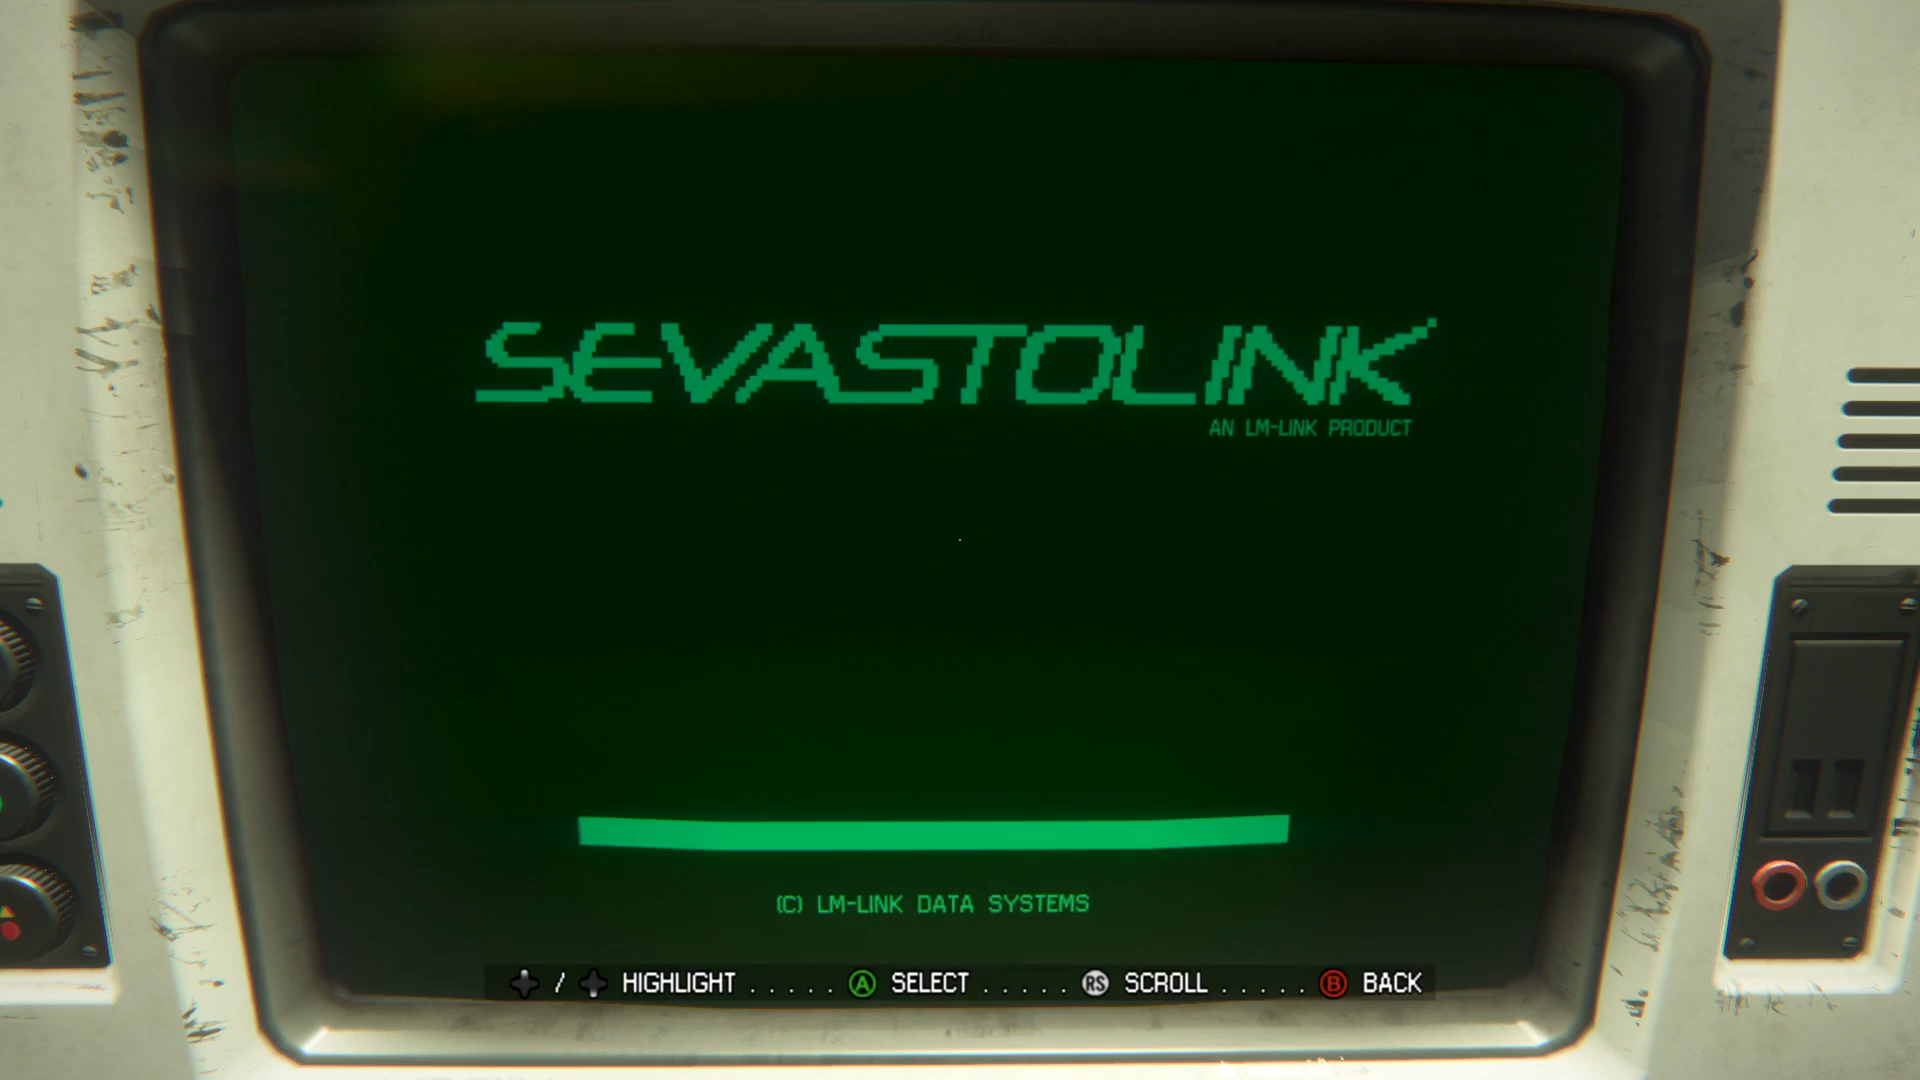 SEVASTOLINK
AN LM-LINK PRODUCT
(C) LM-LINK DATA SYSTEMS
/ HIGHLIGHT ..... A SELECT ..... RS SCROLL ..... B BACK